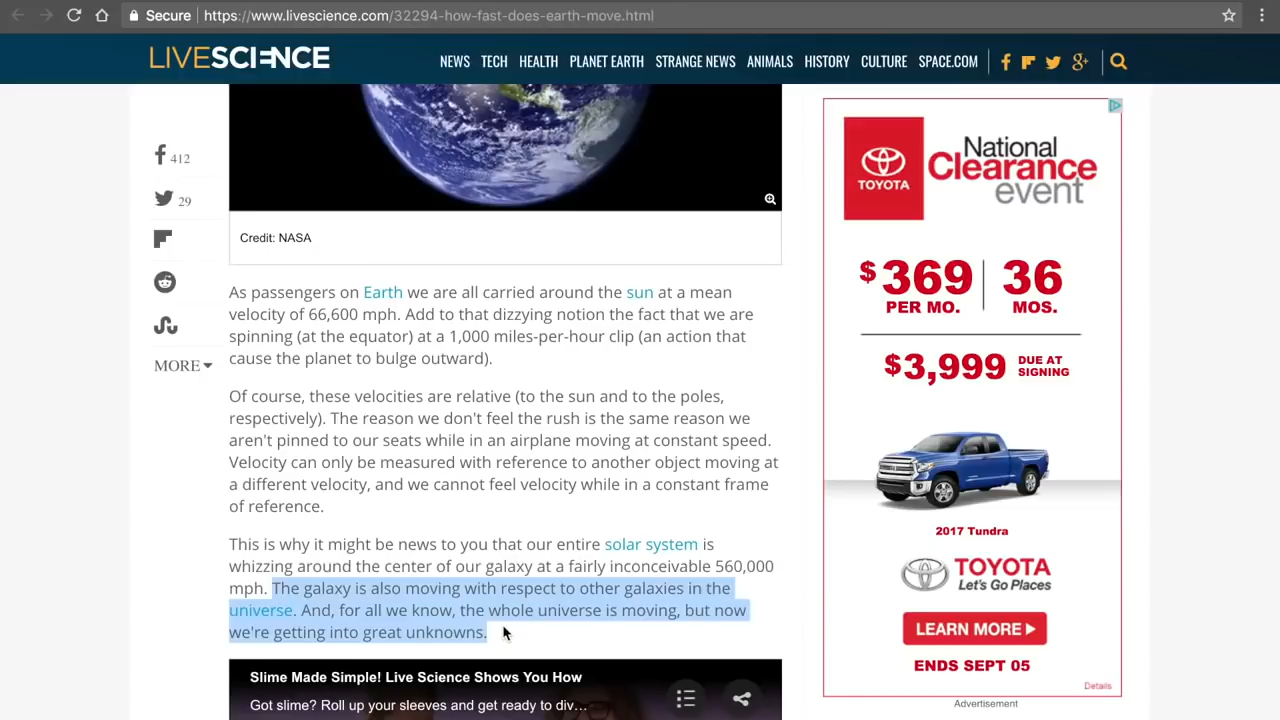 Secure
https://www.livescience.com/32294-how-fast-does-earth-move.html
LIVESCIENCE
NEWS TECH HEALTH PLANET EARTH STRANGE NEWS ANIMALS HISTORY CULTURE SPACE.COM
412
29
MORE
Credit: NASA
As passengers on Earth we are all carried around the sun at a mean
velocity of 66,600 mph. Add to that dizzying notion the fact that we are
spinning (at the equator) at a 1,000 miles-per-hour clip (an action that
cause the planet to bulge outward).
Of course, these velocities are relative (to the sun and to the poles,
respectively). The reason we don't feel the rush is the same reason we
aren't pinned to our seats while in an airplane moving at constant speed.
Velocity can only be measured with reference to another object moving at
a different velocity, and we cannot feel velocity while in a constant frame
of reference.
This is why it might be news to you that our entire solar system is
whizzing around the center of our galaxy at a fairly inconceivable 560,000
mph. The galaxy is also moving with respect to other galaxies in the
universe. And, for all we know, the whole universe is moving, but now
we're getting into great unknowns.
Slime Made Simple! Live Science Shows You How
Got slime? Roll up your sleeves and get ready to div…
TOYOTA
National
Clearance
event
$369
PER MO.
36
MOS.
$3,999 DUE AT
SIGNING
2017 Tundra
TOYOTA
Let's Go Places
LEARN MORE
ENDS SEPT 05
Details
Advertisement